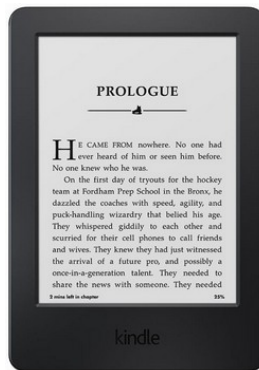 PROLOGUE
HE CAME FROM nowhere. No one had
ever heard of him or seen him before.
No one knew who he was.
On the first day of tryouts for the hockey
team at Fordham Prep School in the Bronx, he
dazzled the coaches with speed, agility, and
puck-handling wizardry that belied his age.
They whispered giddily to each other and
scurried for their cell phones to call friends
and wives. They knew they had just witnessed
the arrival of a future pro, and possibly a
once-in-a-generation talent. They needed to
share the news with someone. They needed
2 mins left in chapter 25%
kindle